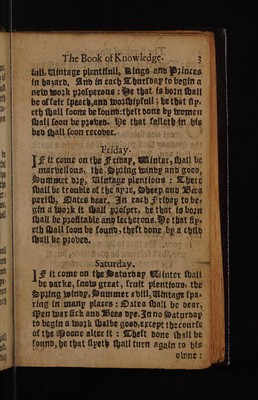 The Book of Knowledge. 3
full, Vintage plentifull, Kings and Princes
in hazard. And in each Thursday to begin a
new work prosperous : He that is born shall
be of fair speech, and worshipfull : he that fly-
eth shall soone be found: theft done by women
shall soon be proved. He that falleth in his
bed shall soon recover.
Friday.
IF it come on the Friday, Winter, shall be
marvellous, the Spring windy and good,
Summer dry, Vintage plentious : There
shall be trouble of the ayre, Sheep and Bees
perish, Oates dear. In each Friday to be-
gin a work it shall prosper, he that is born
shall be profitable and lecherous. He that fly-
eth shall soon be found, theft done by a child
shall be proved.
Saturday.
IF it come on the Saturday Winter shall
be darke, snow great, fruit plentious, the
Spring windy, Summer evill, Vintage spa-
ring in many places : Oates shall be dear,
Men wax sick and Bees dye. In no Saturday
to begin a work shalbe good, except the course
of the Moone alter it : Theft done shall be
found, he that flyeth shall turn again to his
owne :